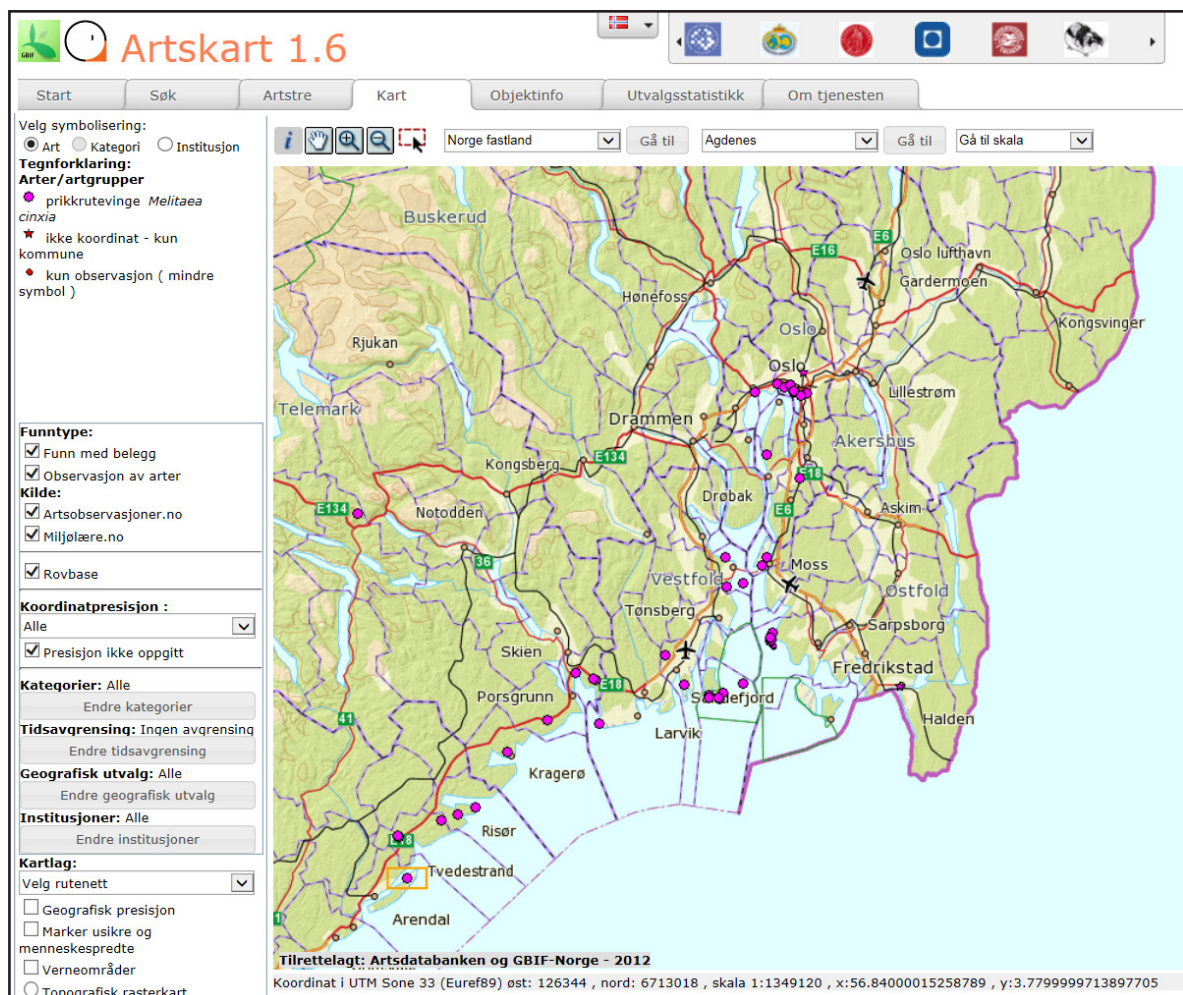 GBIF
Artskart 1.6
Start
Søk
Artstre
Kart
Objektinfo
Utvalgsstatistikk
Om tjenesten
Velg symbolisering:
Art
Kategori
Institusjon
Tegnforklaring:
Arter/artgrupper
prikkrutevinge Melitaea
cinxia
ikke koordinat - kun
kommune
kun observasjon ( mindre
symbol )
Funntype:
Funn med belegg
Observasjon av arter
Kilde:
Artsobservasjoner.no
Miljølære.no
Rovbase
Koordinatpresisjon :
Alle
Presisjon ikke oppgitt
Kategorier: Alle
Endre kategorier
Tidsavgrensing: Ingen avgrensing
Endre tidsavgrensing
Geografisk utvalg: Alle
Endre geografisk utvalg
Institusjoner: Alle
Endre institusjoner
Kartlag:
Velg rutenett
Geografisk presisjon
Marker usikre og
menneskespredte
Verneområder
Topografisk rasterkart
i
Norge fastland
Gå til
Agdenes
Gå til
Gå til skala
Buskerud
E6
E16
Oslo lufthavn
Gardermoen
Hønefoss
Oslo
Kongsvinger
Rjukan
Oslo
Lillestrøm
Telemark
Drammen
Akershus
E134
Kongsberg
E18
Drøbak
E134
Notodden
E6
Askim
36
Moss
Vestfold
Østfold
Tønsberg
Sarpsborg
Skien
Fredrikstad
E18
Porsgrunn
Sandefjord
41
Larvik
Halden
Kragerø
Risør
E18
Tvedestrand
Arendal
Tilrettelagt: Artsdatabanken og GBIF-Norge - 2012
Koordinat i UTM Sone 33 (Euref89) øst: 126344 , nord: 6713018 , skala 1:1349120 , x:56.84000015258789 , y:3.7799999713897705